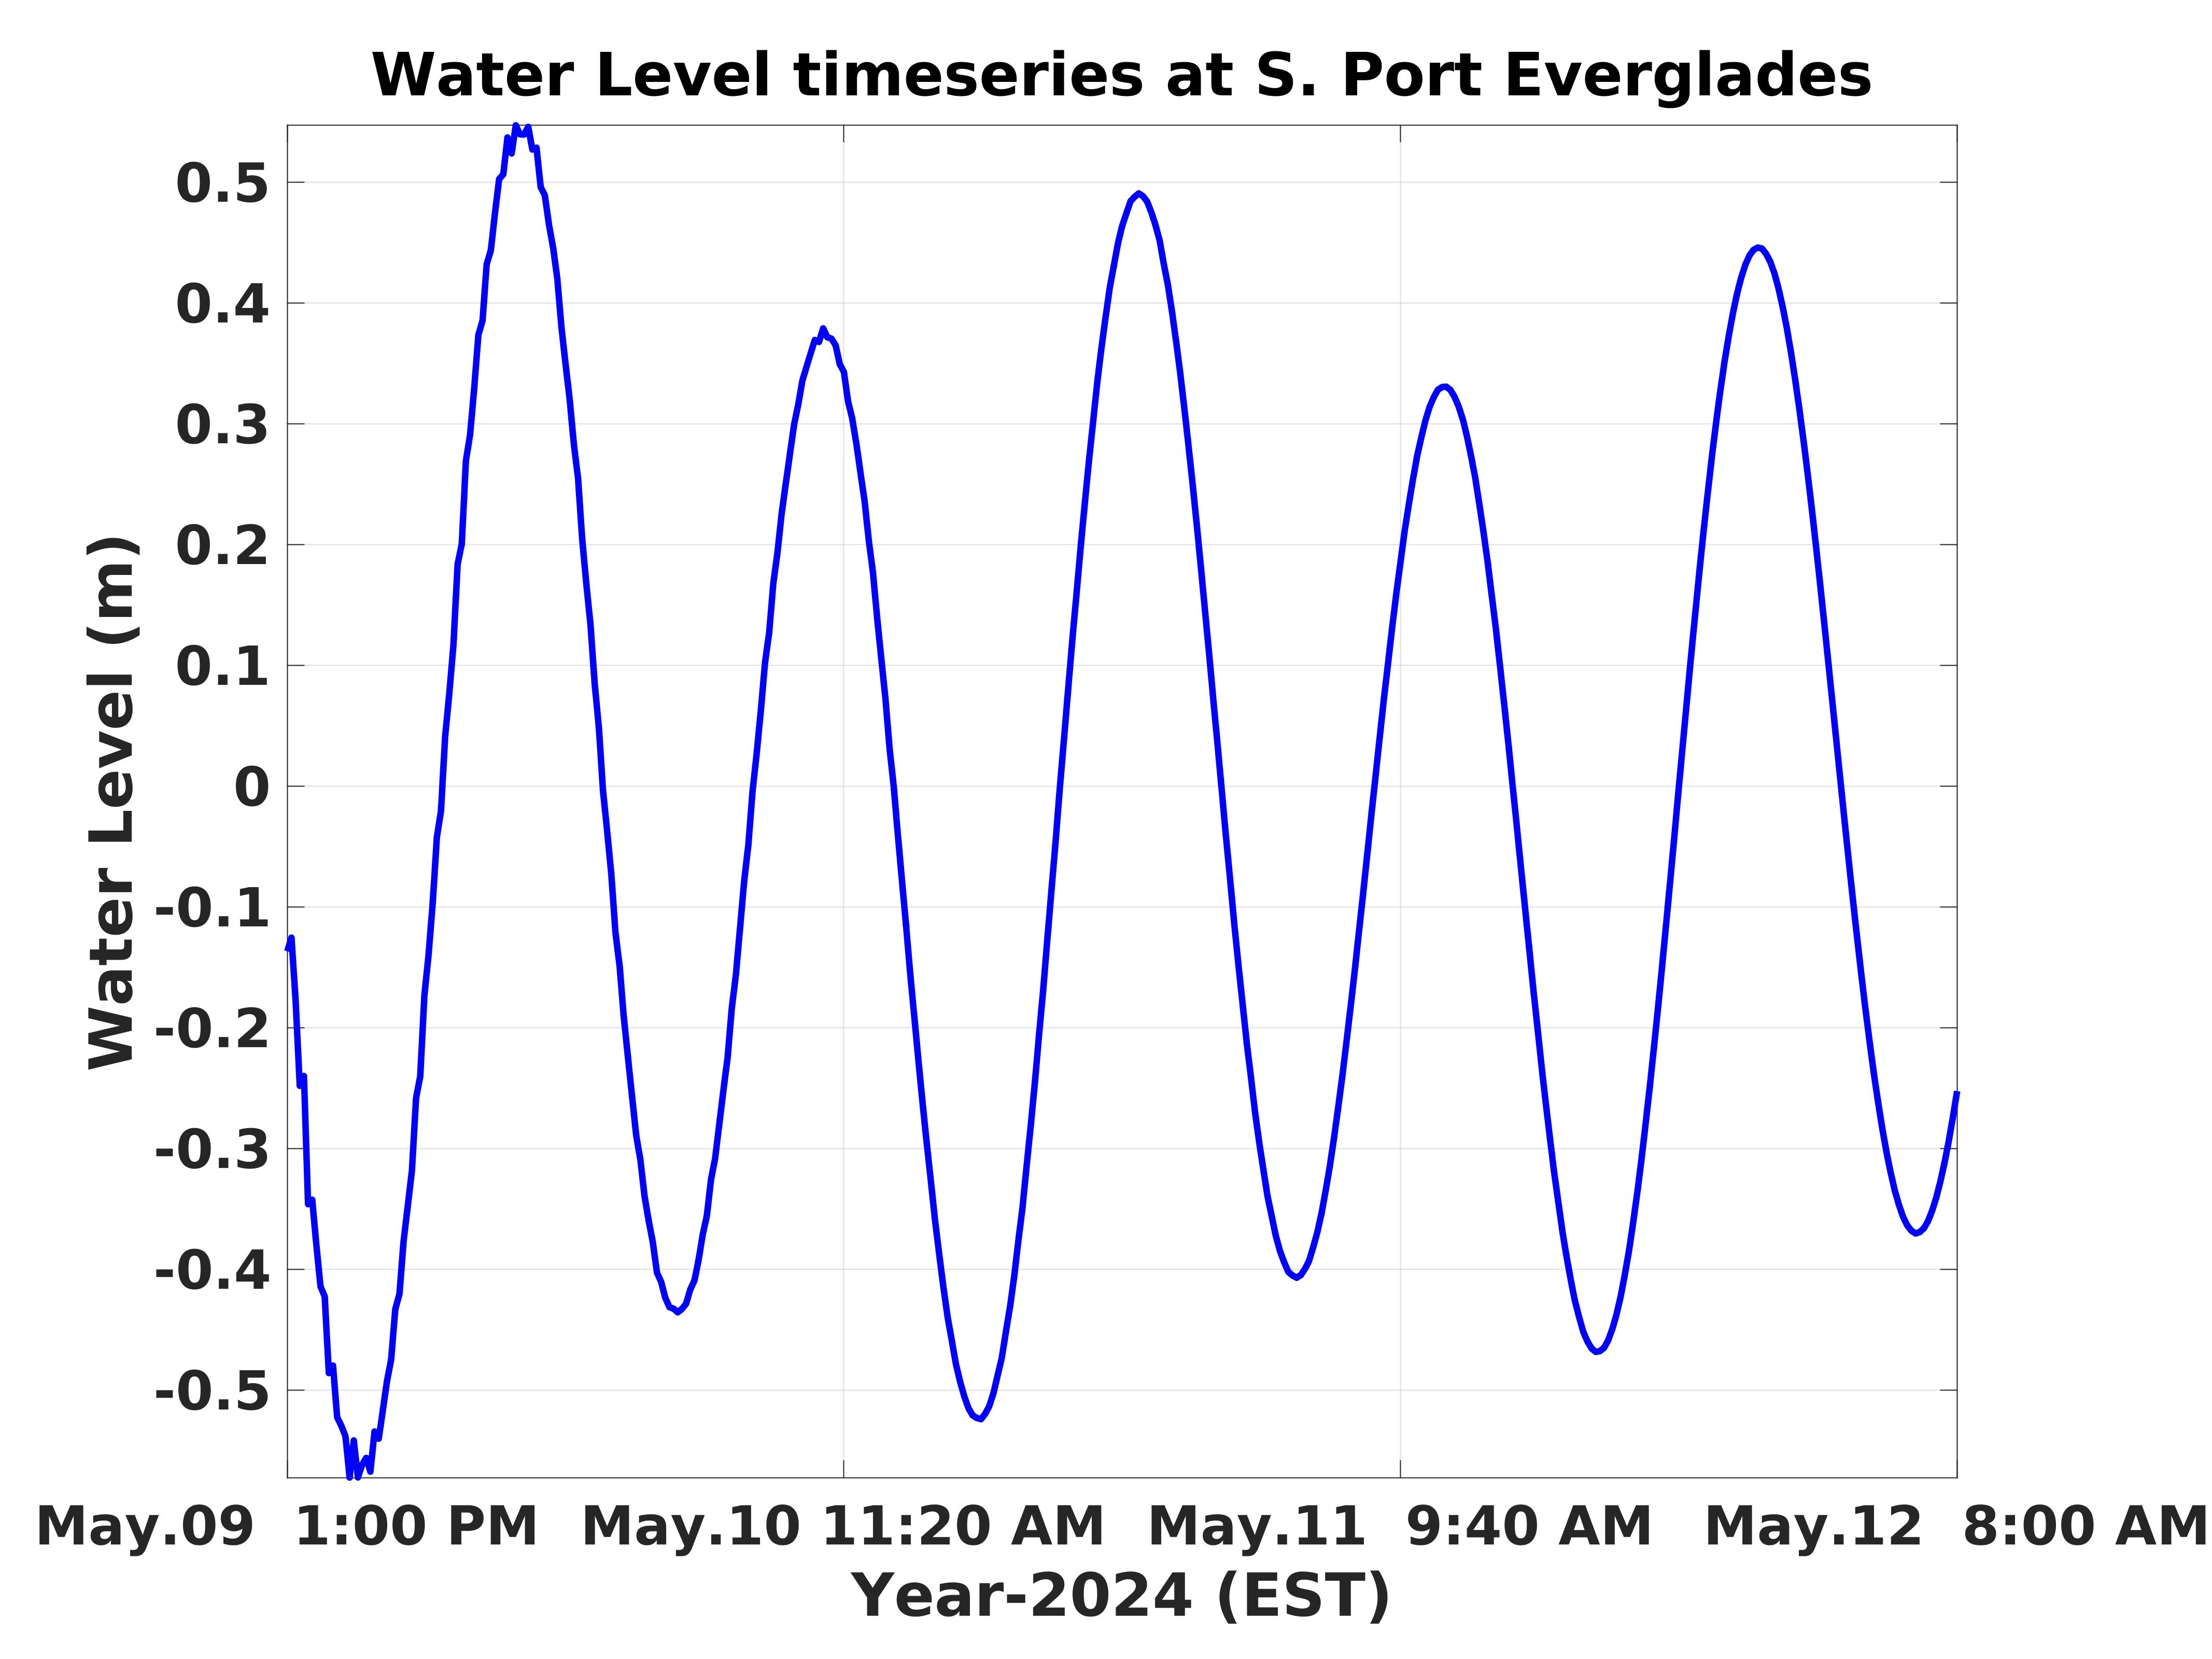 Water Level timeseries at S. Port Everglades
0.5
0.4
0.3
0.2
0.1
0
-0.1
-0.2
-0.3
-0.4
-0.5
Water Level (m)
May.09 1:00 PM May.10 11:20 AM May.11 9:40 AM May.12 8:00 AM
Year-2024 (EST)